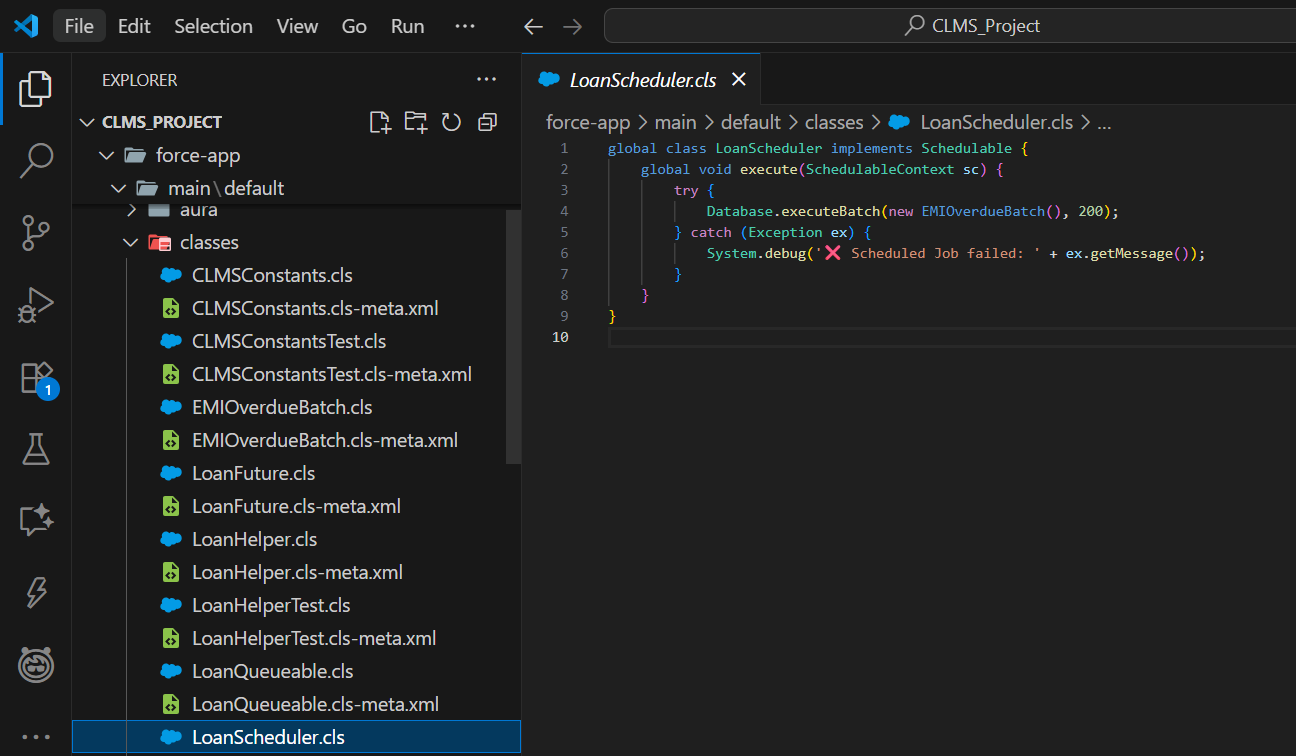 File Edit Selection View Go Run ... CLMS_Project
EXPLORER ...
CLMS_PROJECT
force-app
main\default
aura
classes
CLMSConstants.cls
CLMSConstants.cls-meta.xml
CLMSConstantsTest.cls
CLMSConstantsTest.cls-meta.xml
EMIOverdueBatch.cls
EMIOverdueBatch.cls-meta.xml
LoanFuture.cls
LoanFuture.cls-meta.xml
LoanHelper.cls
LoanHelper.cls-meta.xml
LoanHelperTest.cls
LoanHelperTest.cls-meta.xml
LoanQueueable.cls
LoanQueueable.cls-meta.xml
LoanScheduler.cls
1
...
LoanScheduler.cls
force-app > main > default > classes > LoanScheduler.cls > ...
1 global class LoanScheduler implements Schedulable {
2 global void execute(SchedulableContext sc) {
3 try {
4 Database.executeBatch(new EMIOverdueBatch(), 200);
5 } catch (Exception ex) {
6 System.debug('❌ Scheduled Job failed: ' + ex.getMessage());
7 }
8 }
9 }
10